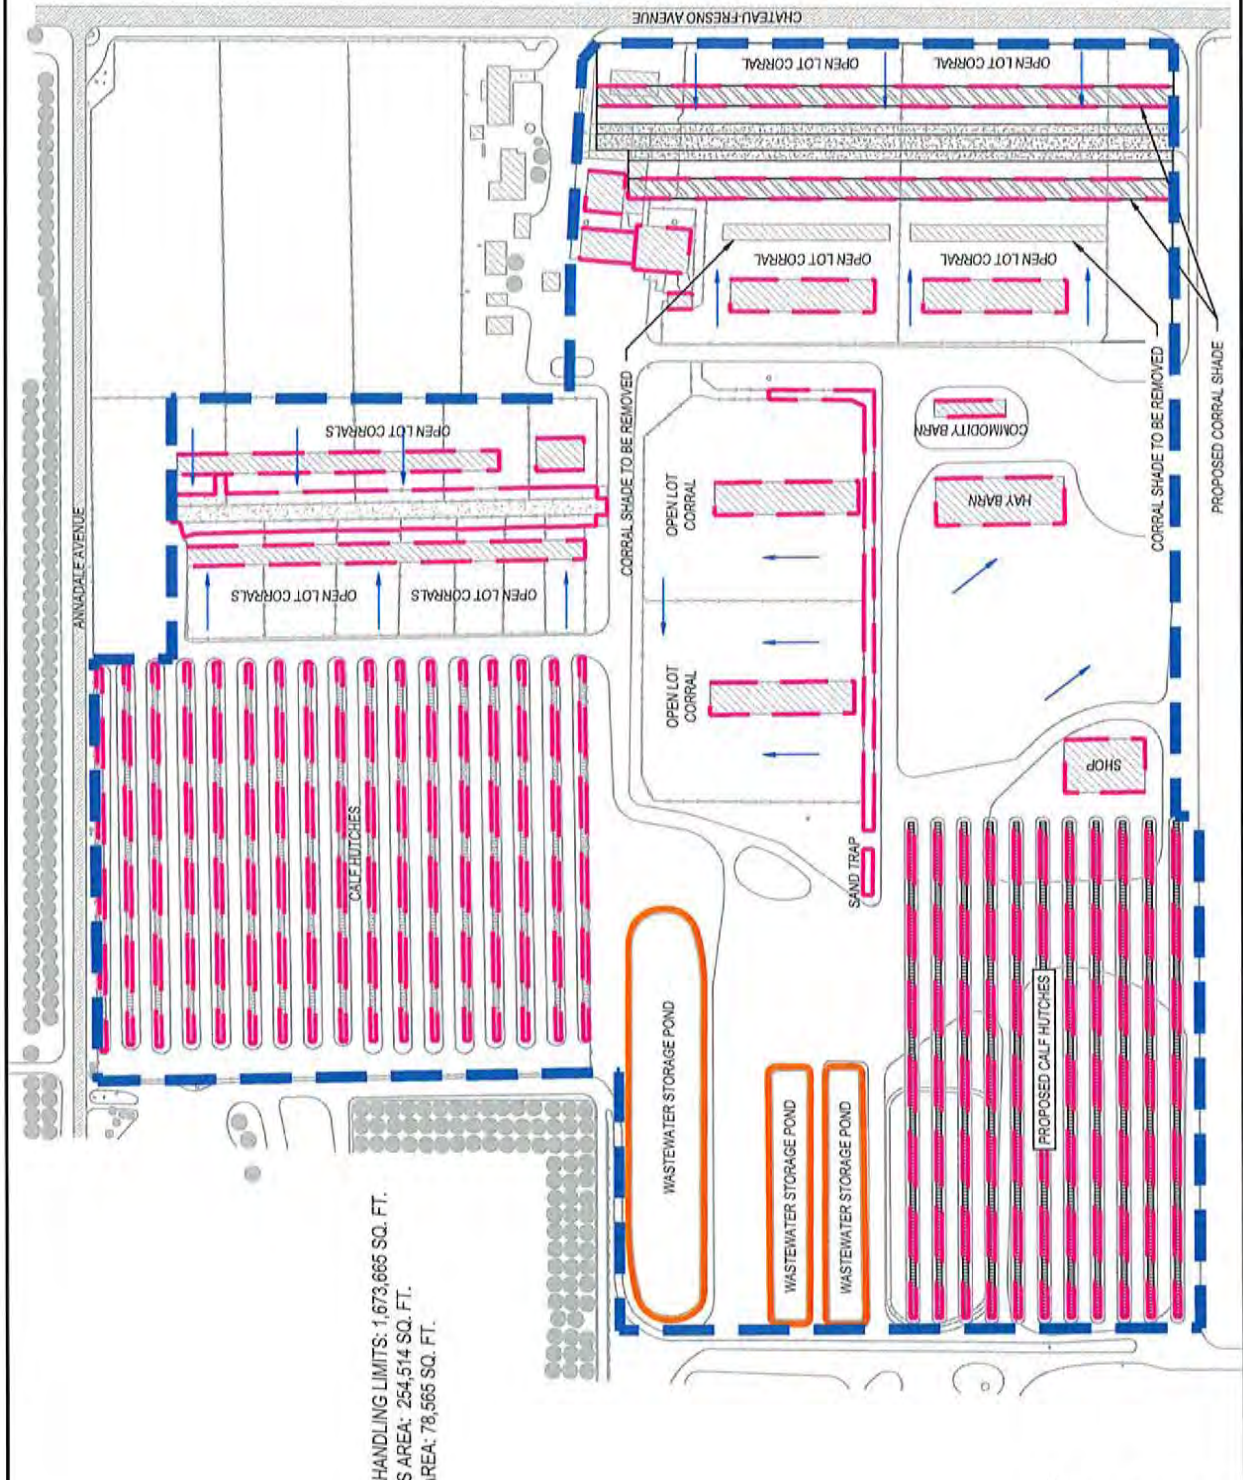 CHATEAU-FRESNO AVENUE
OPEN LOT CORRAL
OPEN LOT CORRAL
OPEN LOT CORRAL
OPEN LOT CORRAL
CORRAL SHADE TO BE REMOVED
CORRAL SHADE TO BE REMOVED
PROPOSED CORRAL SHADE
ANNADALE AVENUE
OPEN LOT CORRALS
OPEN LOT CORRALS
OPEN LOT CORRALS
COMMODITY BARN
HAY BARN
OPEN LOT
CORRAL
OPEN LOT
CORRAL
SHOP
CALF HUTCHES
SAND TRAP
WASTEWATER STORAGE POND
WASTEWATER STORAGE POND
WASTEWATER STORAGE POND
PROPOSED CALF HUTCHES
HANDLING LIMITS: 1,673,665 SQ. FT.
S AREA: 254,514 SQ. FT.
AREA: 78,565 SQ. FT.